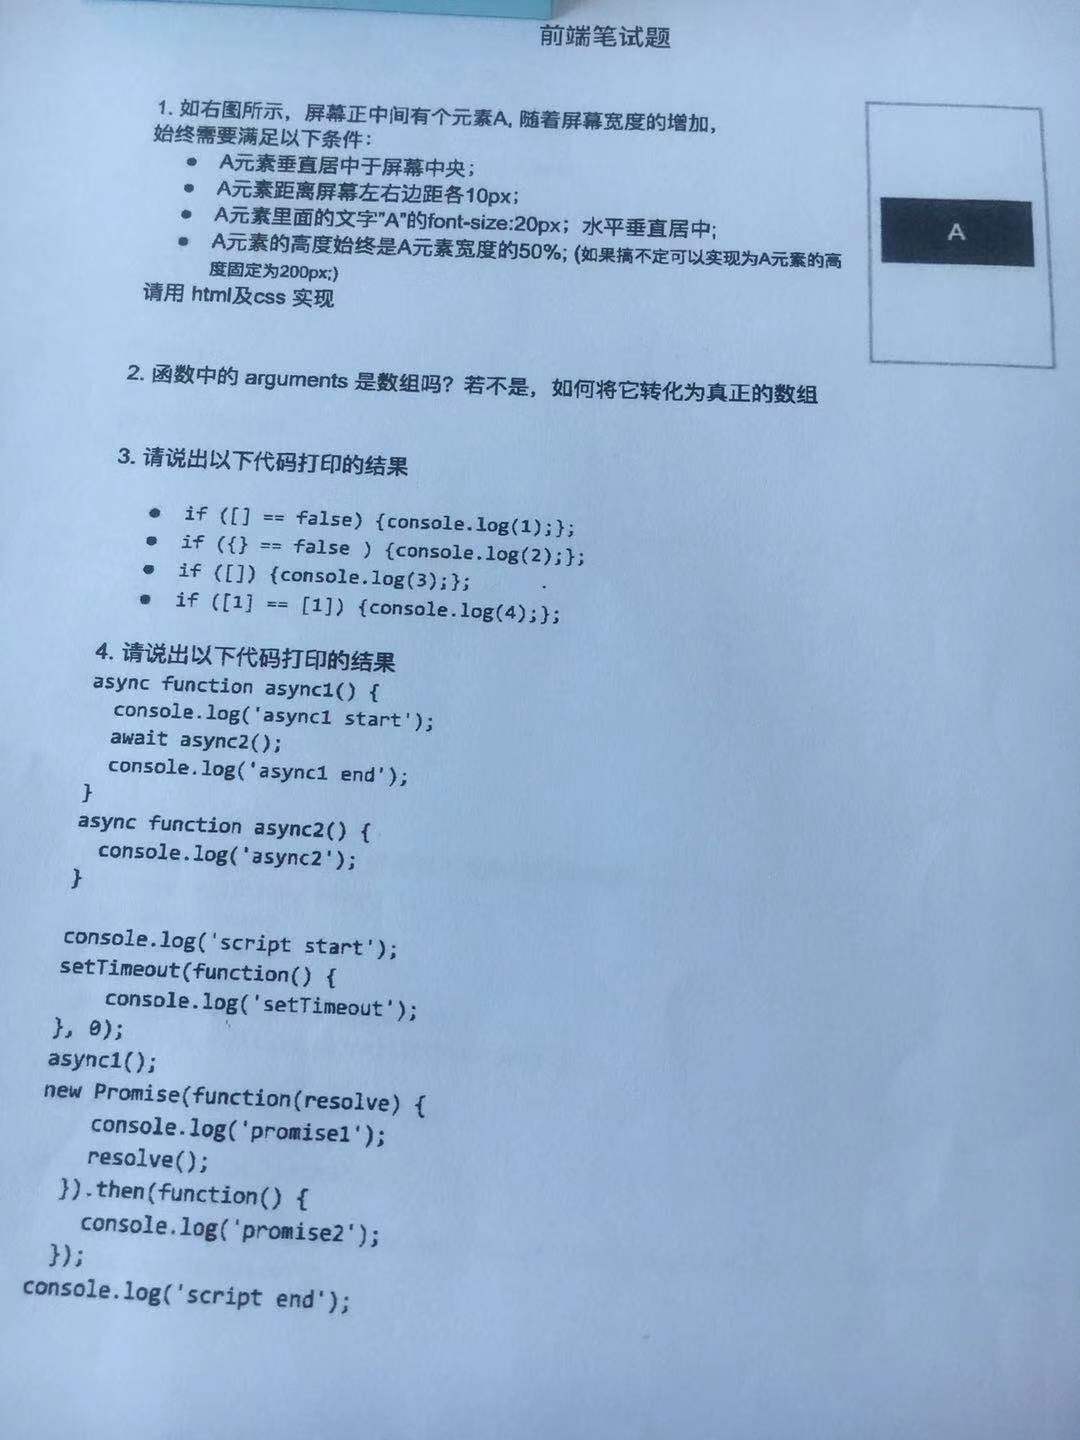 前端笔试题
1. 如右图所示，屏幕正中间有个元素A, 随着屏幕宽度的增加，
始终需要满足以下条件：
● A元素垂直居中于屏幕中央；
● A元素距离屏幕左右边距各10px；
● A元素里面的文字"A"的font-size:20px；水平垂直居中;
● A元素的高度始终是A元素宽度的50%; (如果搞不定可以实现为A元素的高
度固定为200px;)
请用 html及css 实现
A
2. 函数中的 arguments 是数组吗？若不是，如何将它转化为真正的数组
3. 请说出以下代码打印的结果
● if ([] == false) {console.log(1);};
● if ({} == false ) {console.log(2);};
● if ([]) {console.log(3);};
● if ([1] == [1]) {console.log(4);};
4. 请说出以下代码打印的结果
async function async1() {
console.log('async1 start');
await async2();
console.log('async1 end');
}
async function async2() {
console.log('async2');
}
console.log('script start');
setTimeout(function() {
console.log('setTimeout');
}, 0);
async1();
new Promise(function(resolve) {
console.log('promise1');
resolve();
}).then(function() {
console.log('promise2');
});
console.log('script end');